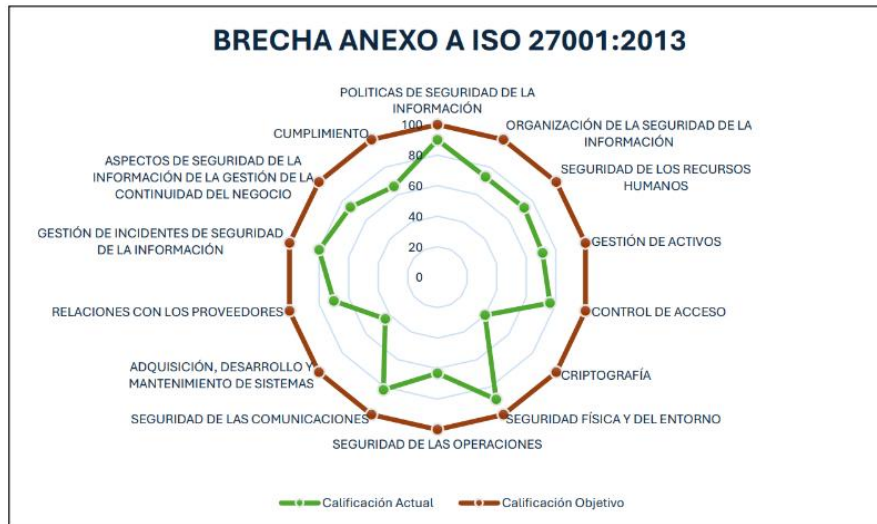 BRECHA ANEXO A ISO 27001:2013
POLITICAS DE SEGURIDAD DE LA
INFORMACIÓN
ORGANIZACIÓN DE LA SEGURIDAD DE LA
INFORMACIÓN
SEGURIDAD DE LOS RECURSOS
HUMANOS
GESTIÓN DE ACTIVOS
CONTROL DE ACCESO
CRIPTOGRAFÍA
SEGURIDAD FÍSICA Y DEL ENTORNO
SEGURIDAD DE LAS OPERACIONES
SEGURIDAD DE LAS COMUNICACIONES
ADQUISICIÓN, DESARROLLO Y
MANTENIMIENTO DE SISTEMAS
RELACIONES CON LOS PROVEEDORES
GESTIÓN DE INCIDENTES DE SEGURIDAD
DE LA INFORMACIÓN
ASPECTOS DE SEGURIDAD DE LA
INFORMACIÓN DE LA GESTIÓN DE LA
CONTINUIDAD DEL NEGOCIO
CUMPLIMIENTO
100
80
60
40
20
0
Calificación Actual
Calificación Objetivo